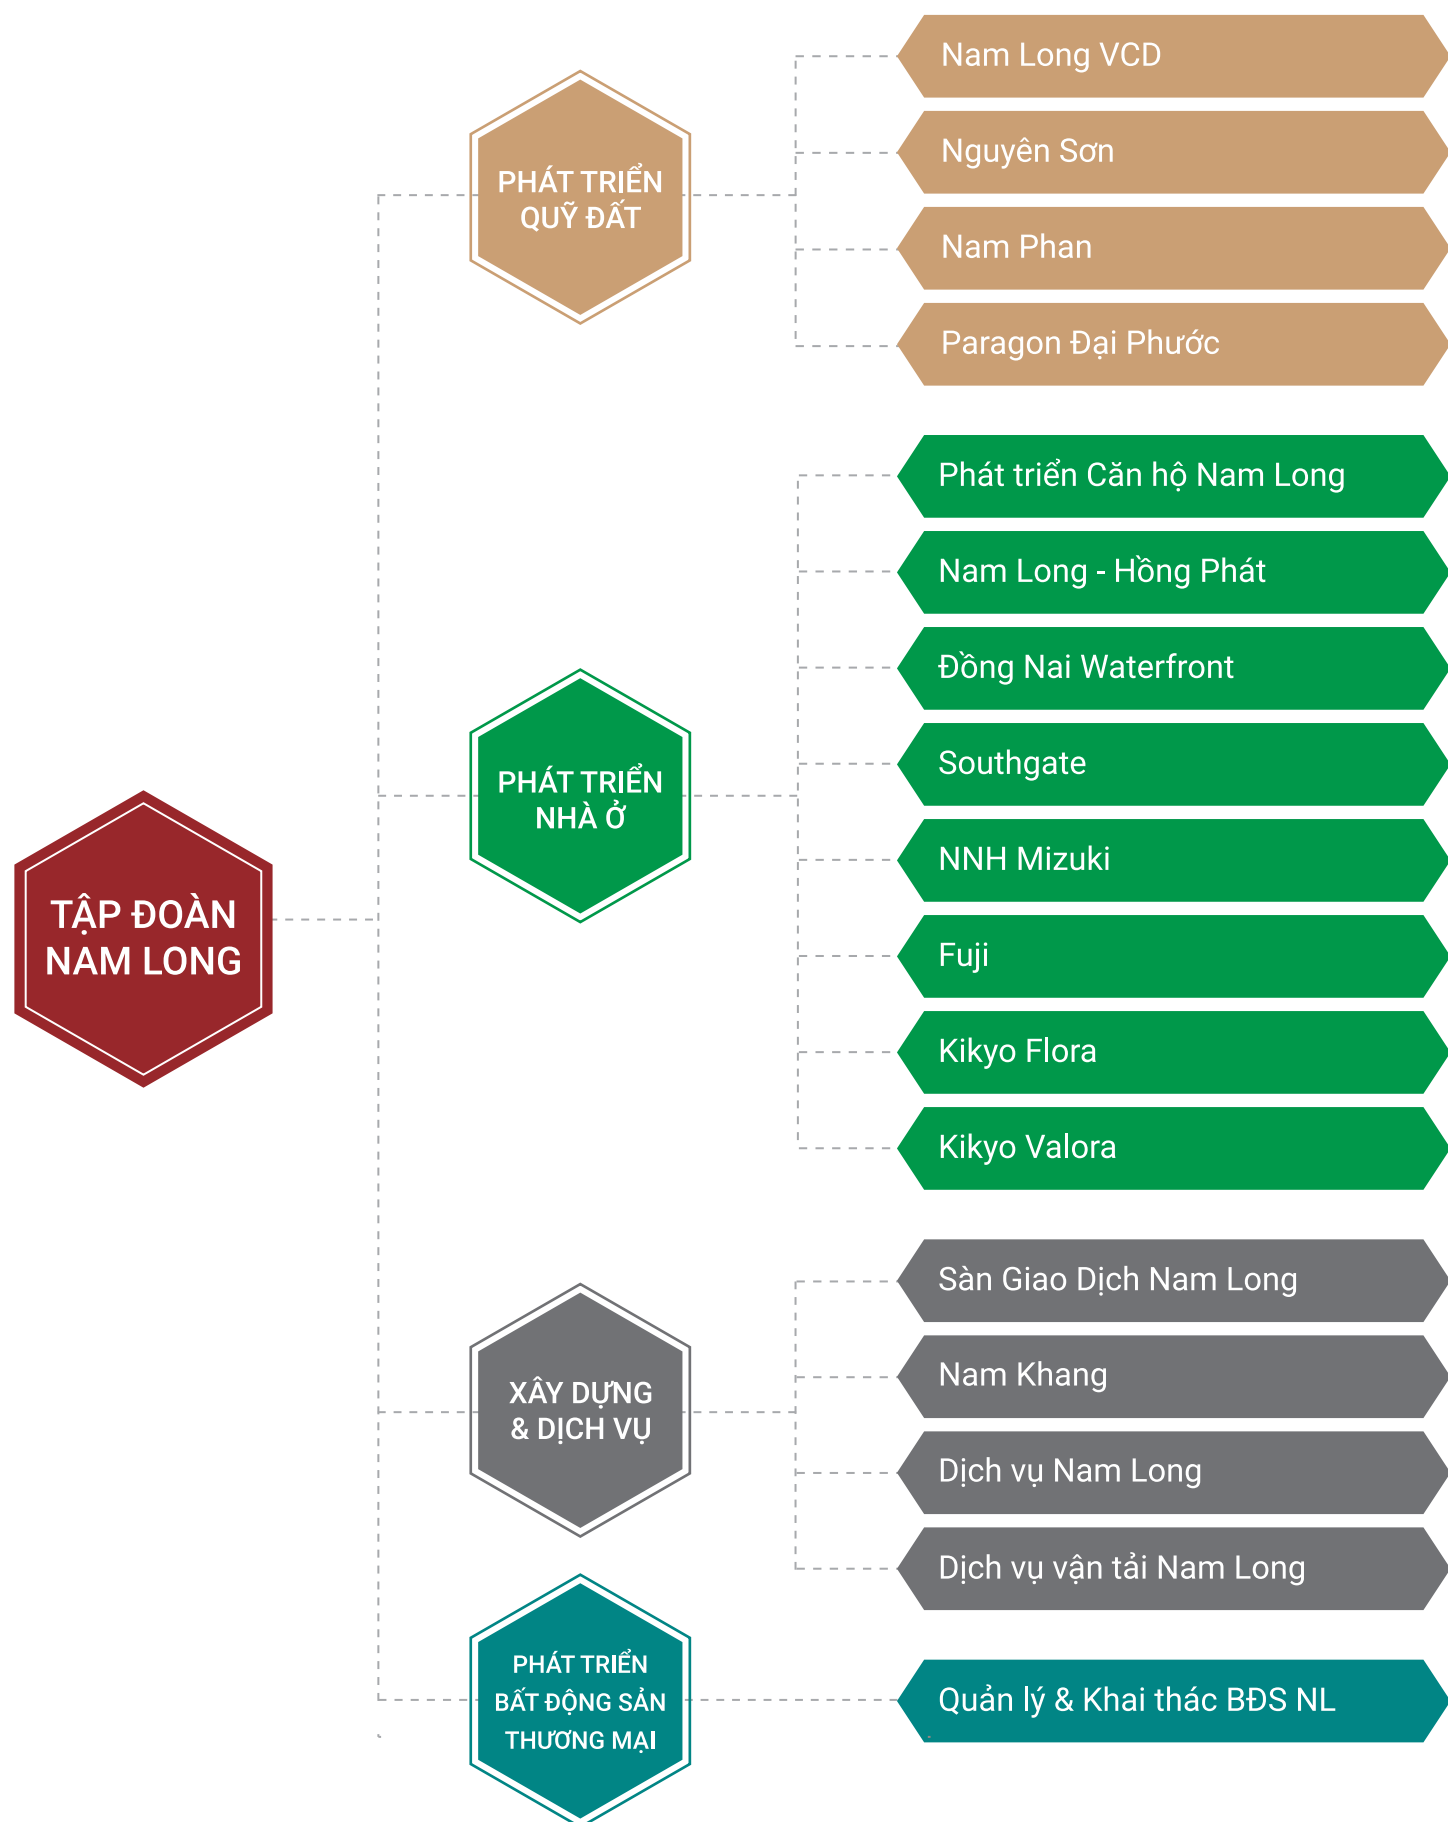 TẬP ĐOÀN
NAM LONG
PHÁT TRIỂN
QUỸ ĐẤT
Nam Long VCD
Nguyên Sơn
Nam Phan
Paragon Đại Phước
PHÁT TRIỂN
NHÀ Ở
Phát triển Căn hộ Nam Long
Nam Long - Hồng Phát
Đồng Nai Waterfront
Southgate
NNH Mizuki
Fuji
Kikyo Flora
Kikyo Valora
XÂY DỰNG
& DỊCH VỤ
Sàn Giao Dịch Nam Long
Nam Khang
Dịch vụ Nam Long
Dịch vụ vận tải Nam Long
PHÁT TRIỂN
BẤT ĐỘNG SẢN
THƯƠNG MẠI
Quản lý & Khai thác BĐS NL